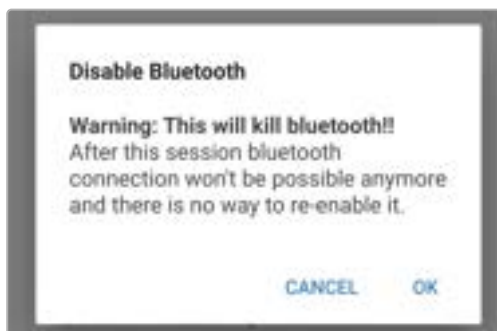 Disable Bluetooth
Warning: This will kill bluetooth!!
After this session bluetooth
connection won't be possible anymore
and there is no way to re-enable it.
CANCEL OK